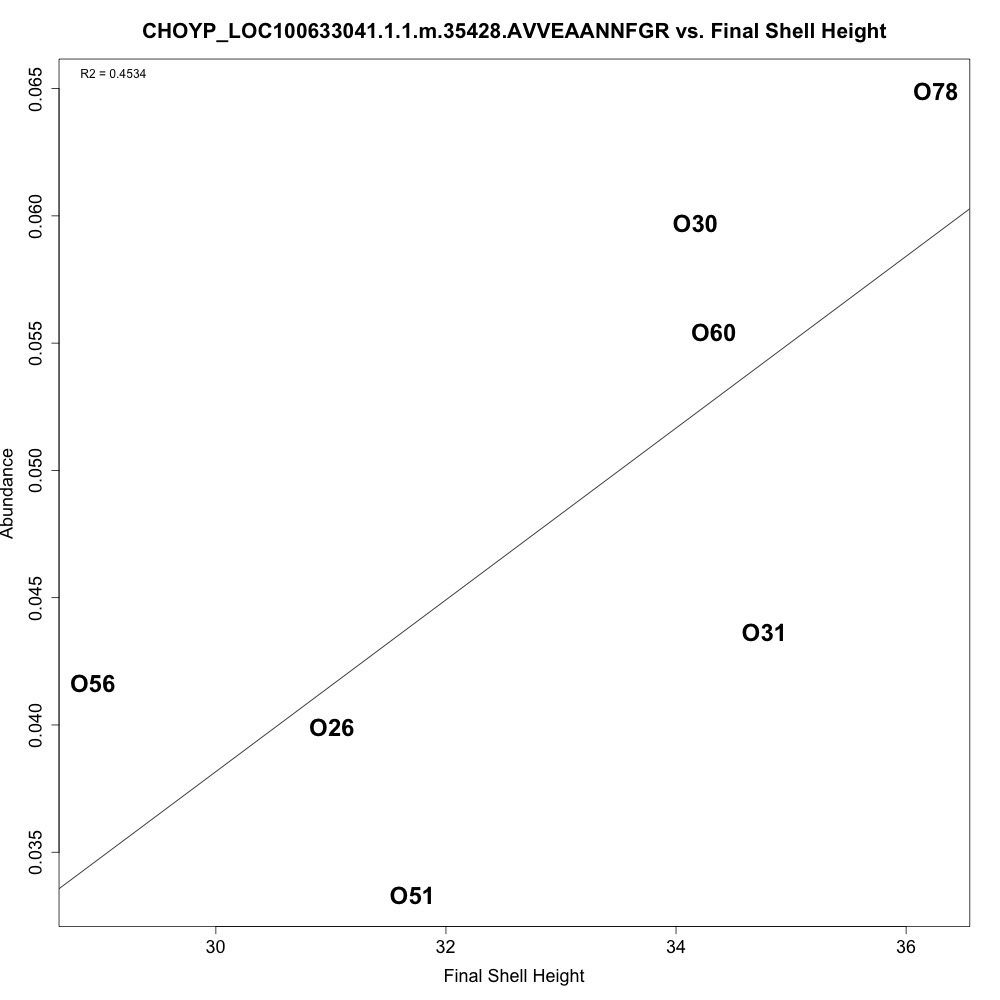 CHOYP_LOC100633041.1.1.m.35428.AVVEAANNFGR vs. Final Shell Height
R2 = 0.4534
0.065
O78
0.060
O30
0.055
O60
0.050
Abundance
0.045
O31
O56
0.040
O26
0.035
O51
30 32 34 36
Final Shell Height